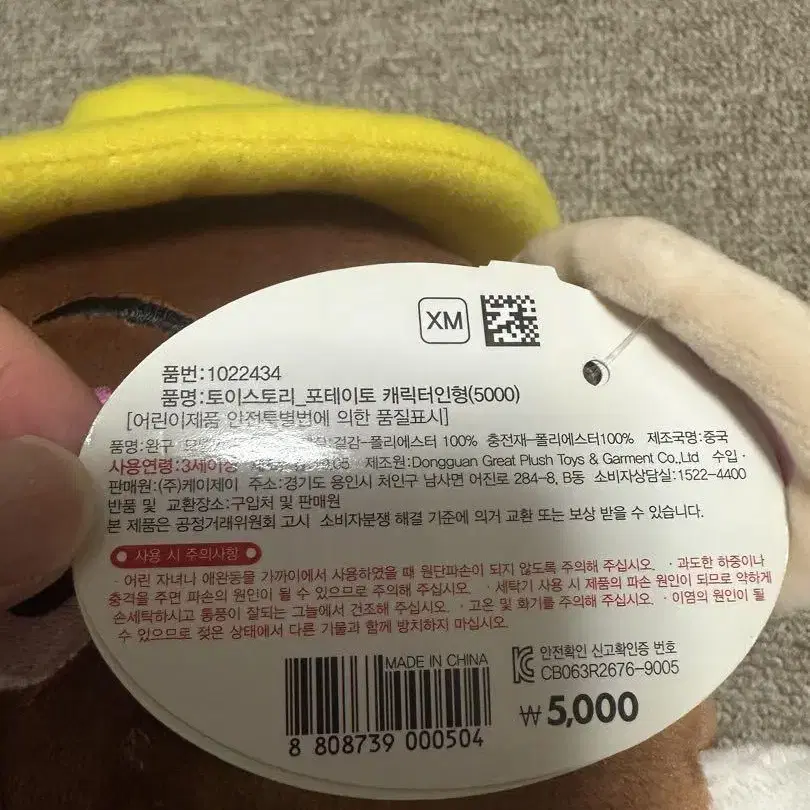 XM
품번:1022434
품명:토이스토리_포테이토 캐릭터인형(5000)
[어린이제품 안전특별법에 의한 품질표시]
품명:완구 겉감-폴리에스터 100% 충전재-폴리에스터100% 제조국명:중국
사용연령:3세이상 제조원:Dongguan Great Plush Toys & Garment Co.,Ltd 수입·
판매원:(주)케이제이 주소:경기도 용인시 처인구 남사면 어진로 284-8, B동 소비자상담실:1522-4400
반품 및 교환장소:구입처 및 판매원
본 제품은 공정거래위원회 고시 소비자분쟁 해결 기준에 의거 교환 또는 보상 받을 수 있습니다.
사용 시 주의사항
· 어린 자녀나 애완동물 가까이에서 사용하였을 때 원단파손이 되지 않도록 주의해 주십시오. · 과도한 하중이나
충격을 주면 파손의 원인이 될 수 있으므로 주의해 주십시오. · 세탁기 사용 시 제품의 파손 원인이 되므로 약하게
손세탁하시고 통풍이 잘되는 그늘에서 건조해 주십시오. · 고온 및 화기를 주의해 주십시오. · 이염의 원인이 될
수 있으므로 젖은 상태에서 다른 기물과 함께 방치하지 마십시오.
MADE IN CHINA
8 808739 000504
안전확인 신고확인증 번호
CB063R2676-9005
₩5,000